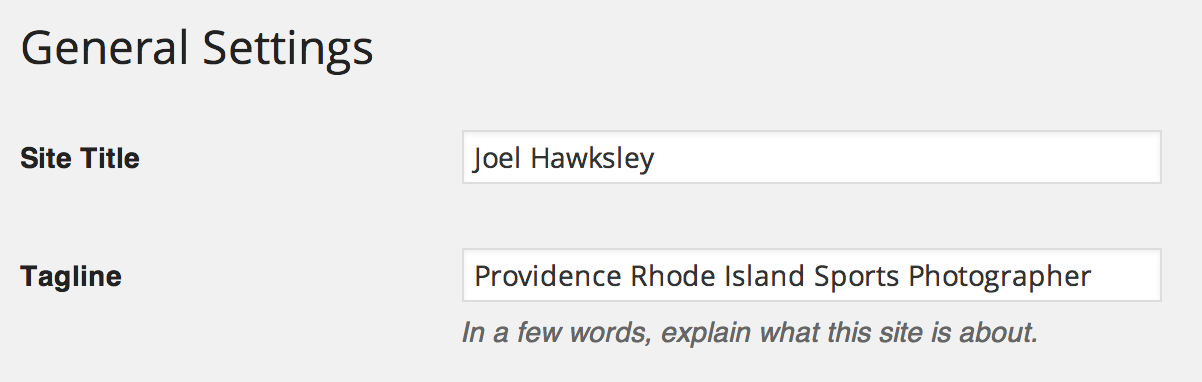 General Settings
Site Title
Joel Hawksley
Tagline
Providence Rhode Island Sports Photographer
In a few words, explain what this site is about.